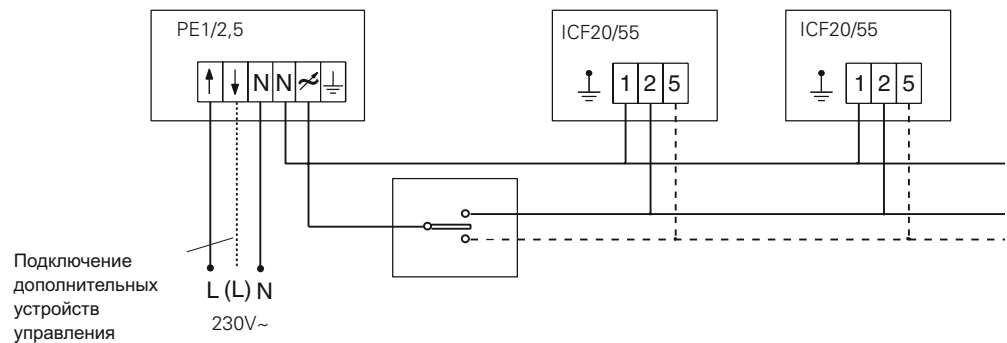 PE1/2,5
ICF20/55
ICF20/55
N N
1 2 5
1 2 5
Подключение
дополнительных
устройств
управления
L (L) N
230V~